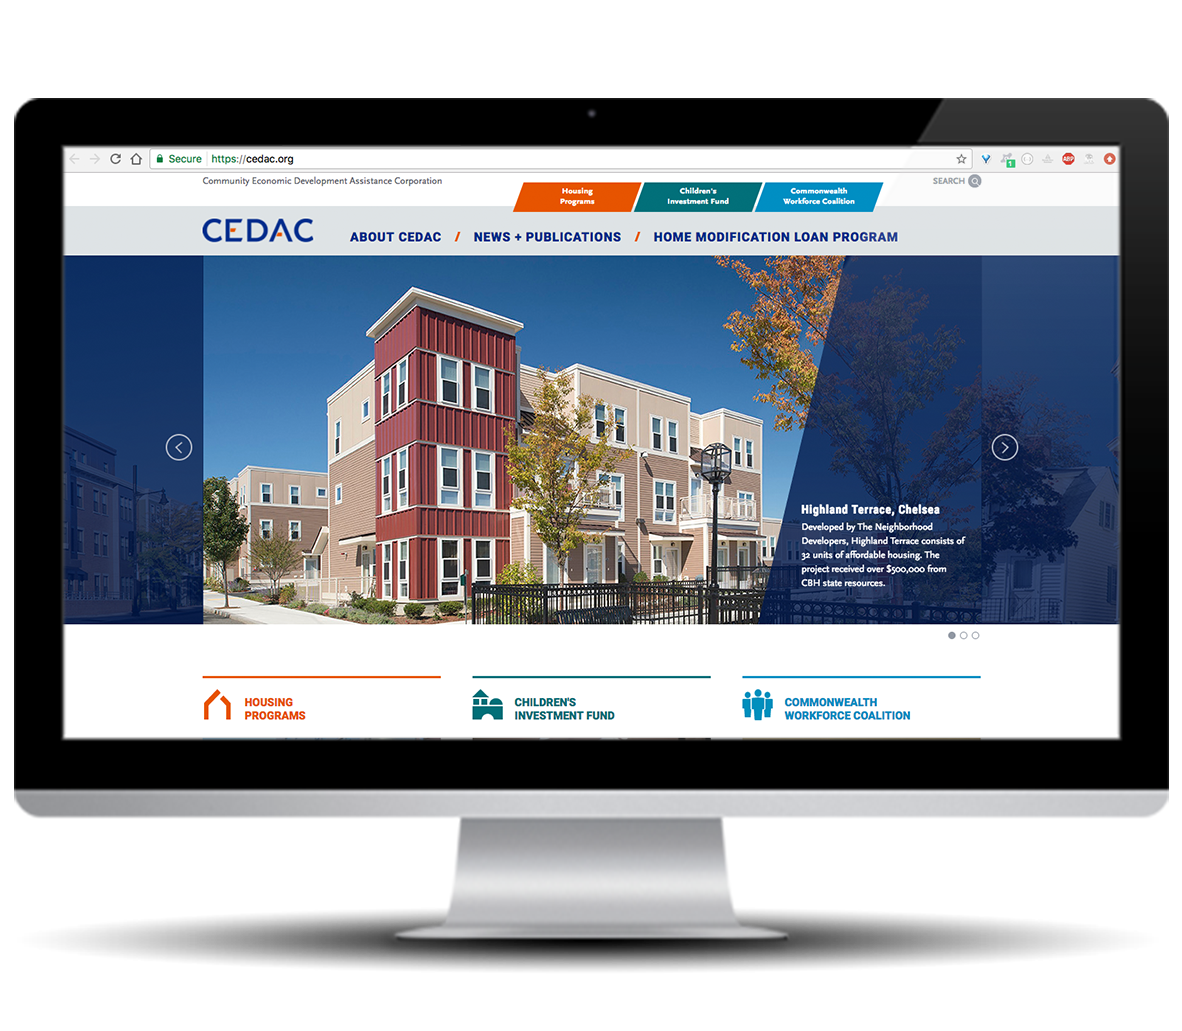 Secure https://cedac.org
1
ABP
Community Economic Development Assistance Corporation
Housing
Programs
Children's
Investment Fund
Commonwealth
Workforce Coalition
SEARCH
CEDAC
ABOUT CEDAC / NEWS + PUBLICATIONS / HOME MODIFICATION LOAN PROGRAM
Highland Terrace, Chelsea
Developed by The Neighborhood
Developers, Highland Terrace consists of
32 units of affordable housing. The
project received over $500,000 from
CBH state resources.
HOUSING
PROGRAMS
CHILDREN'S
INVESTMENT FUND
COMMONWEALTH
WORKFORCE COALITION